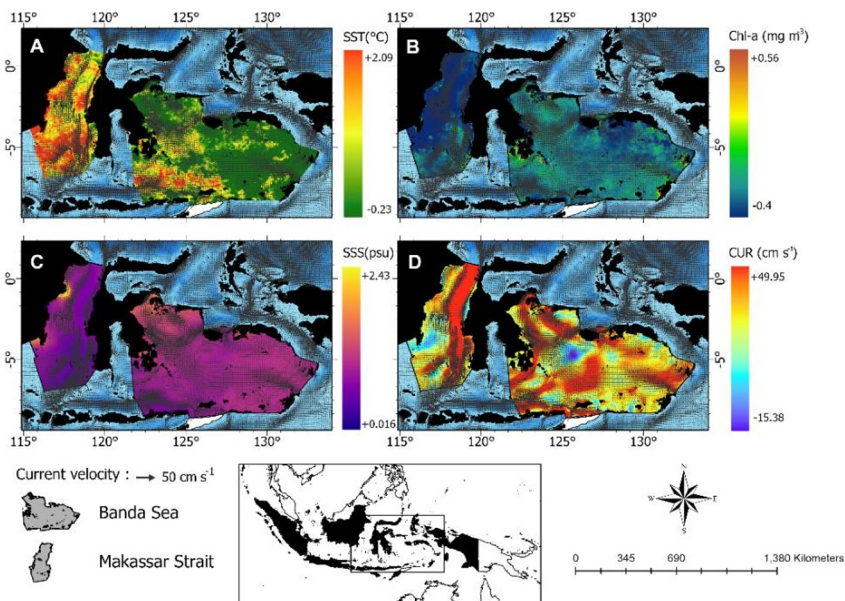 115° 120° 125° 130° 115° 120° 125° 130°
A SST(°C) B Chl-a (mg m³)
0° +2.09 0° +0.56
-5° -5°
-0.23 -0.4
C SSS(psu) D CUR (cm s⁻¹)
0° +2.43 0° +49.95
-5° -5°
+0.016 -15.38
115° 120° 125° 130° 115° 120° 125° 130°
Current velocity : → 50 cm s⁻¹
Banda Sea
Makassar Strait
N
W E
S
0 345 690 1,380 Kilometers